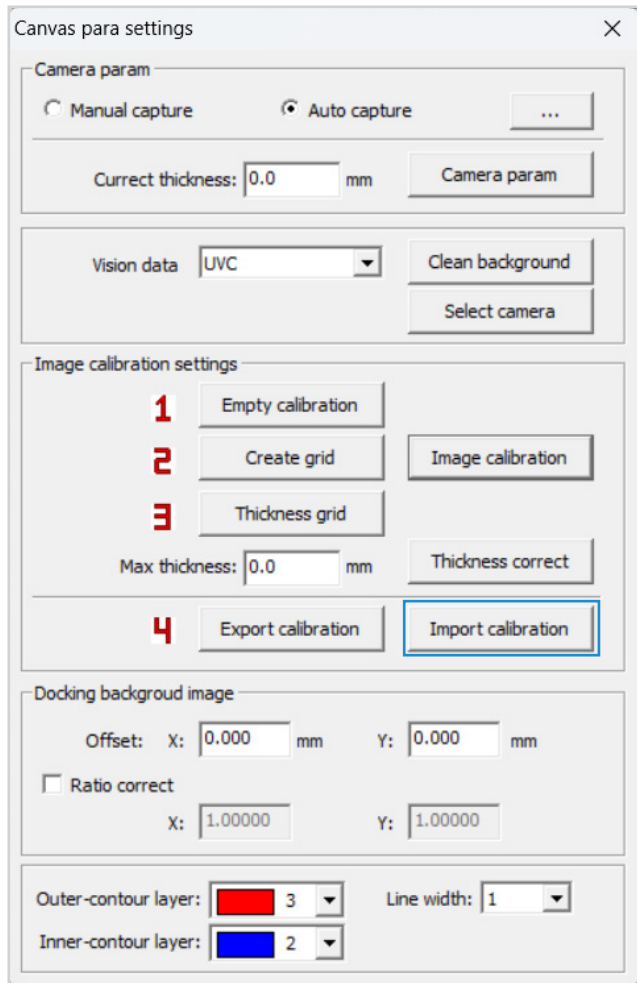 Canvas para settings
Camera param
Manual capture Auto capture ...
Currect thickness: 0.0 mm Camera param
Vision data UVC Clean background
Select camera
Image calibration settings
1 Empty calibration
2 Create grid Image calibration
3 Thickness grid
Max thickness: 0.0 mm Thickness correct
4 Export calibration Import calibration
Docking backgroud image
Offset: X: 0.000 mm Y: 0.000 mm
Ratio correct
X: 1.00000 Y: 1.00000
Outer-contour layer: 3 Line width: 1
Inner-contour layer: 2